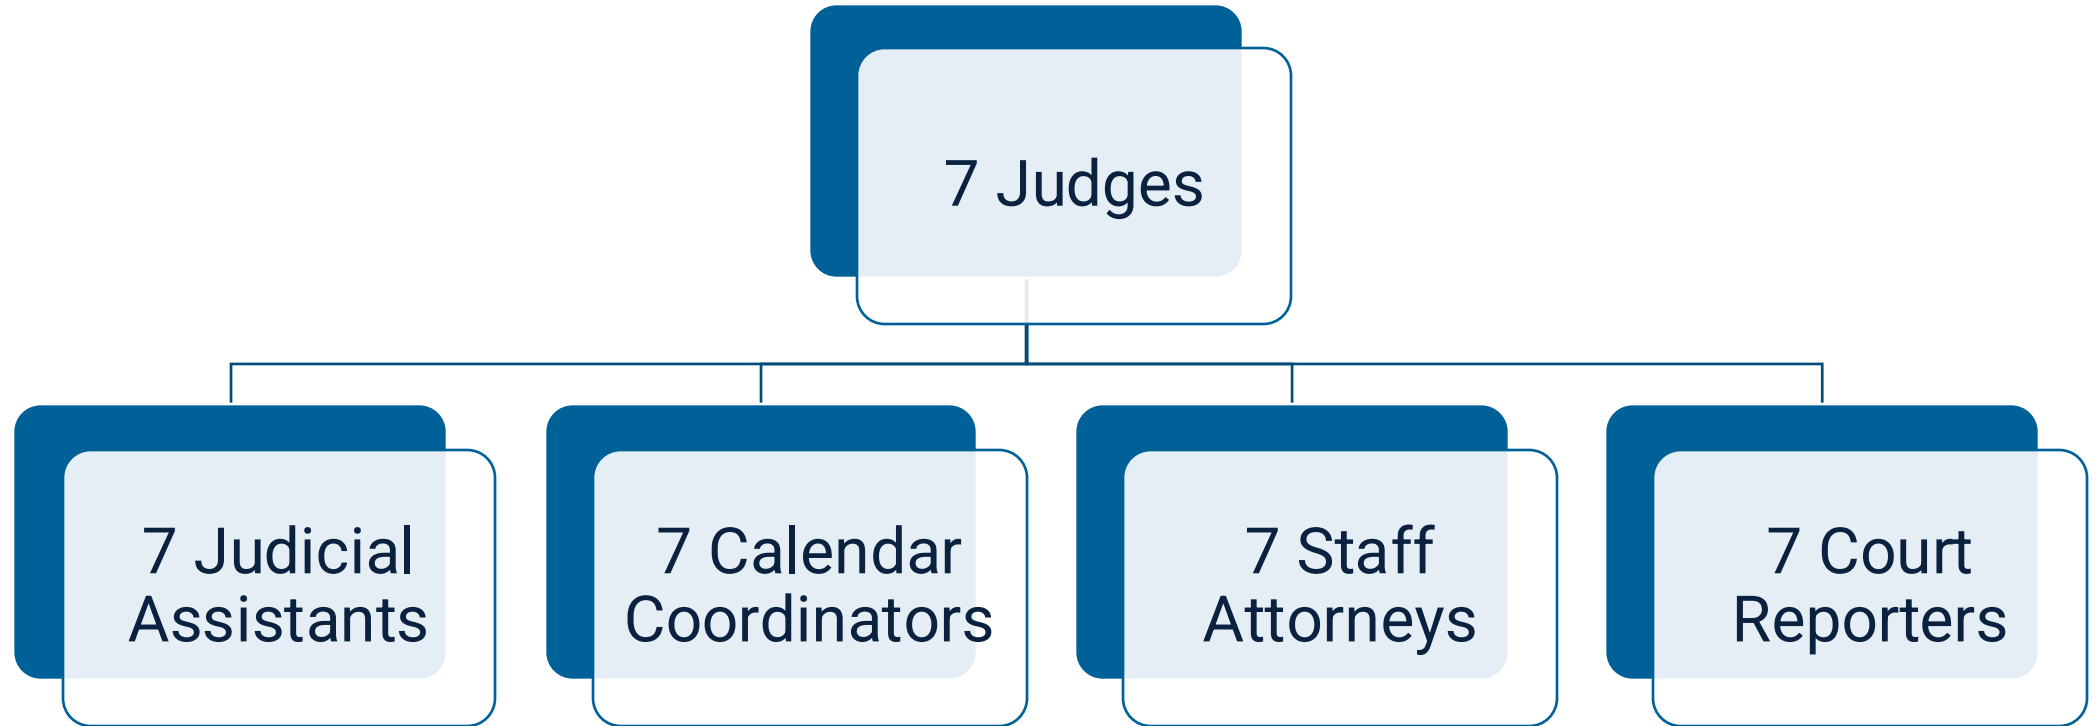 7 Judges
7 Judicial
Assistants
7 Calendar
Coordinators
7 Staff
Attorneys
7 Court
Reporters